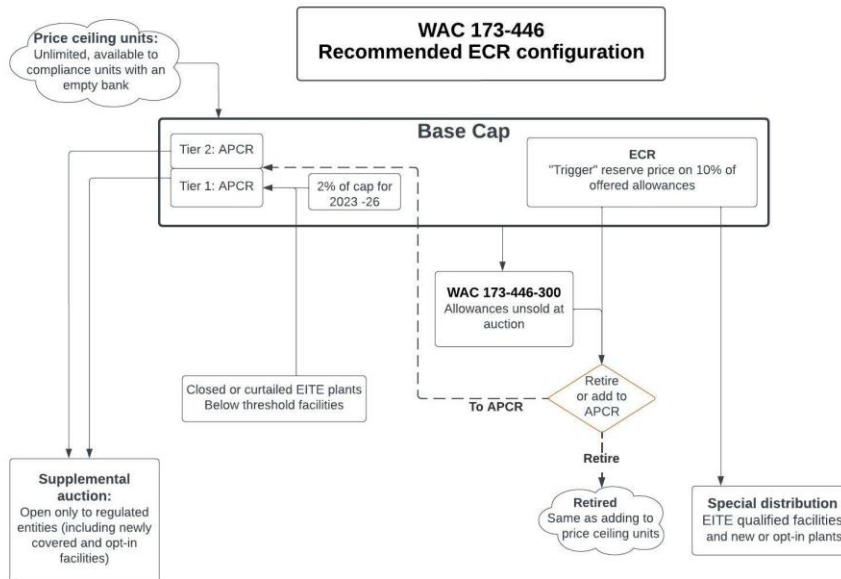 WAC 173-446
Recommended ECR configuration
Price ceiling units:
Unlimited, available to
compliance units with an
empty bank
Base Cap
Tier 2: APCR
Tier 1: APCR
2% of cap for
2023 -26
ECR
"Trigger" reserve price on 10% of
offered allowances
WAC 173-446-300
Allowances unsold at
auction
Closed or curtailed EITE plants
Below threshold facilities
Retire
or add to
APCR
To APCR
Retire
Supplemental
auction:
Open only to regulated
entities (including newly
covered and opt-in
facilities)
Retired
Same as adding to
price ceiling units
Special distribution
EITE qualified facilities
and new or opt-in plants